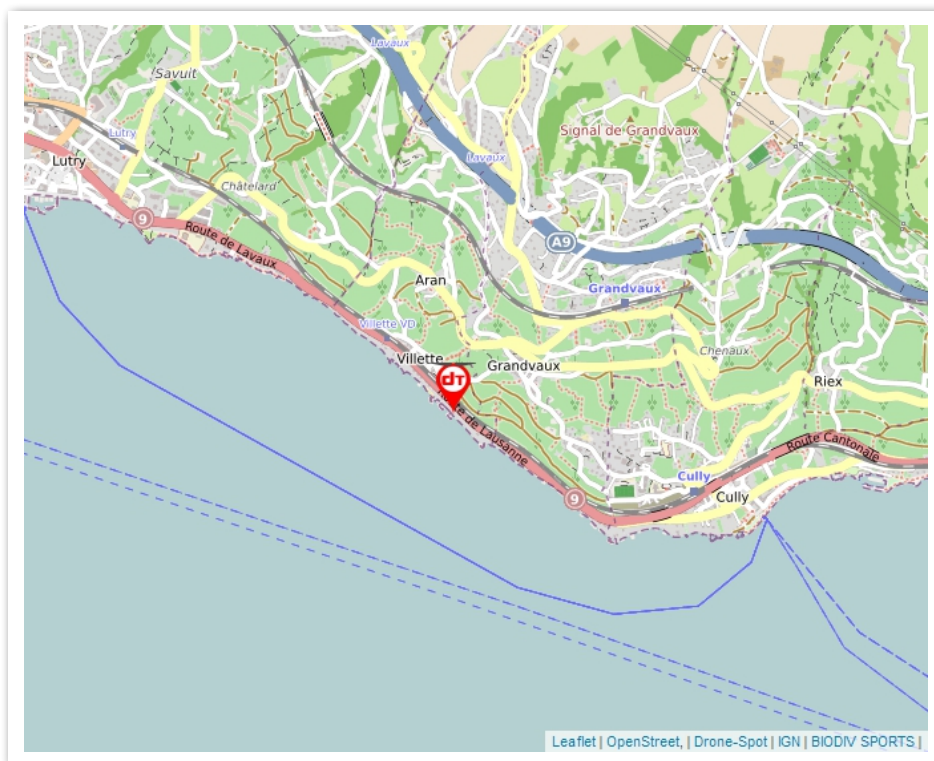 Lavaux
Savuit
Lutry
Signal de Grandvaux
Lutry
Lavaux
Châtelard
9
Route de Lavaux
A9
Aran
Grandvaux
Villette VD
Chenaux
Villette
Grandvaux
Riex
dT
Route de Lausanne
Route Cantonale
Cully
9
Cully
Leaflet | OpenStreet, | Drone-Spot | IGN | BIODIV SPORTS |